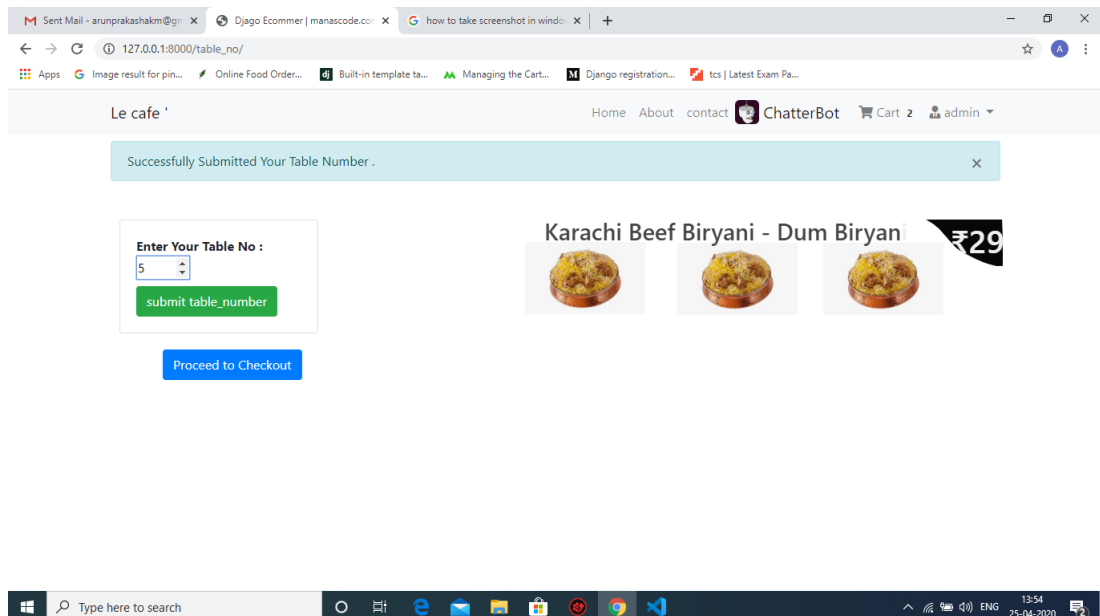 Sent Mail - arunprakashakm@gm
Djago Ecommer | manascode.com
how to take screenshot in windo
127.0.0.1:8000/table_no/
A
Apps Image result for pin... Online Food Order... dj Built-in template ta... Managing the Cart... M Django registration... tcs | Latest Exam Pa...
Le cafe ' Home About contact ChatterBot Cart 2 admin
Successfully Submitted Your Table Number . ×
Enter Your Table No :
5
submit table_number
Proceed to Checkout
Karachi Beef Biryani - Dum Biryani
₹29
Type here to search
ENG
13:54
25-04-2020
2